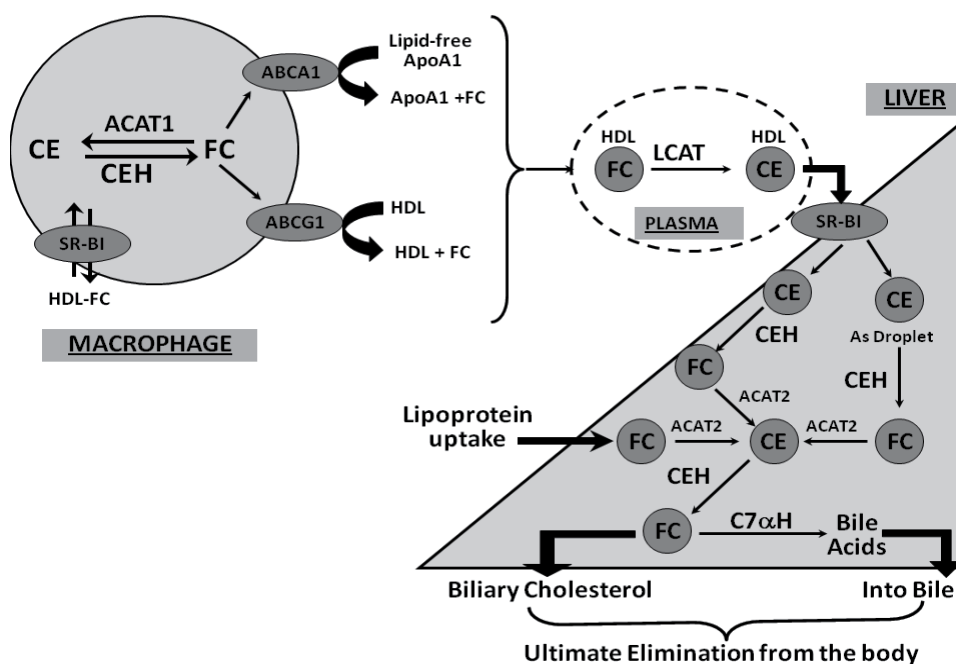 Lipid-free
ApoA1
ABCA1
ApoA1 +FC
ACAT1
CE
FC
CEH
ABCG1
HDL
HDL + FC
SR-BI
HDL-FC
MACROPHAGE
LIVER
HDL
HDL
LCAT
FC
CE
PLASMA
SR-BI
CE
CE
As Droplet
CEH
CEH
FC
ACAT2
Lipoprotein
uptake
FC
ACAT2
CE
ACAT2
FC
CEH
FC
C7αH
Bile
Acids
Biliary Cholesterol
Into Bile
Ultimate Elimination from the body